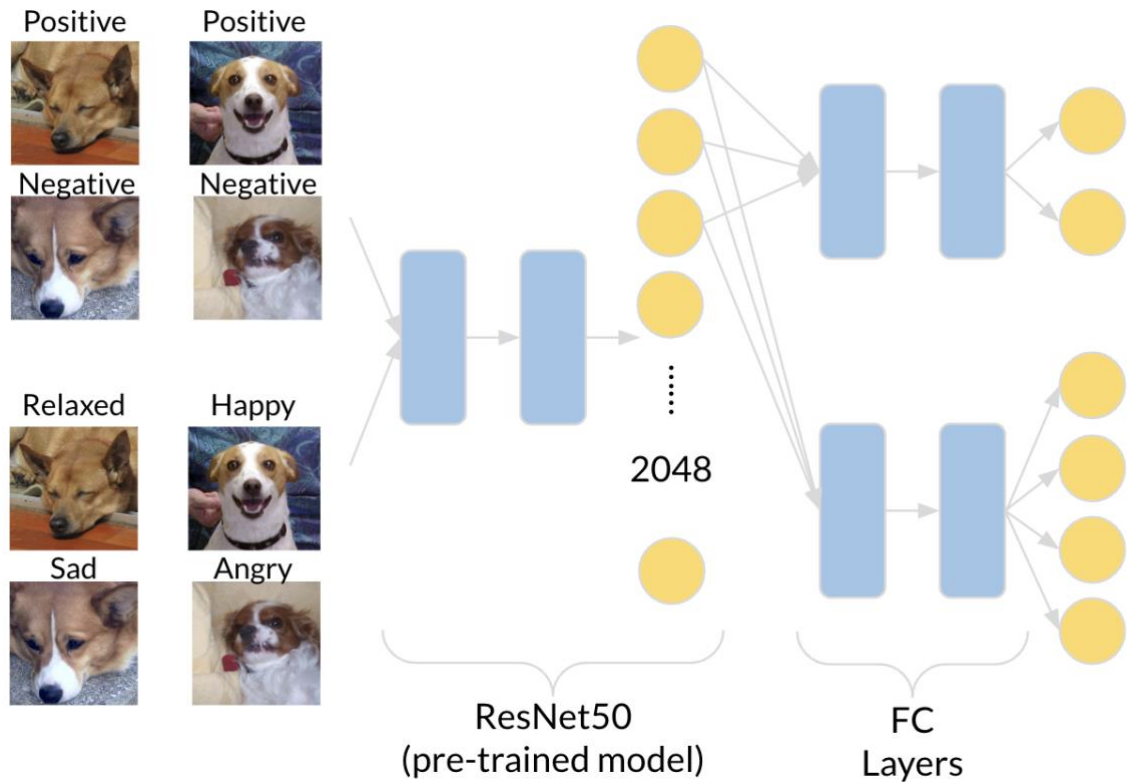 Positive
Positive
Negative
Negative
Relaxed
Happy
Sad
Angry
2048
ResNet50
(pre-trained model)
FC
Layers